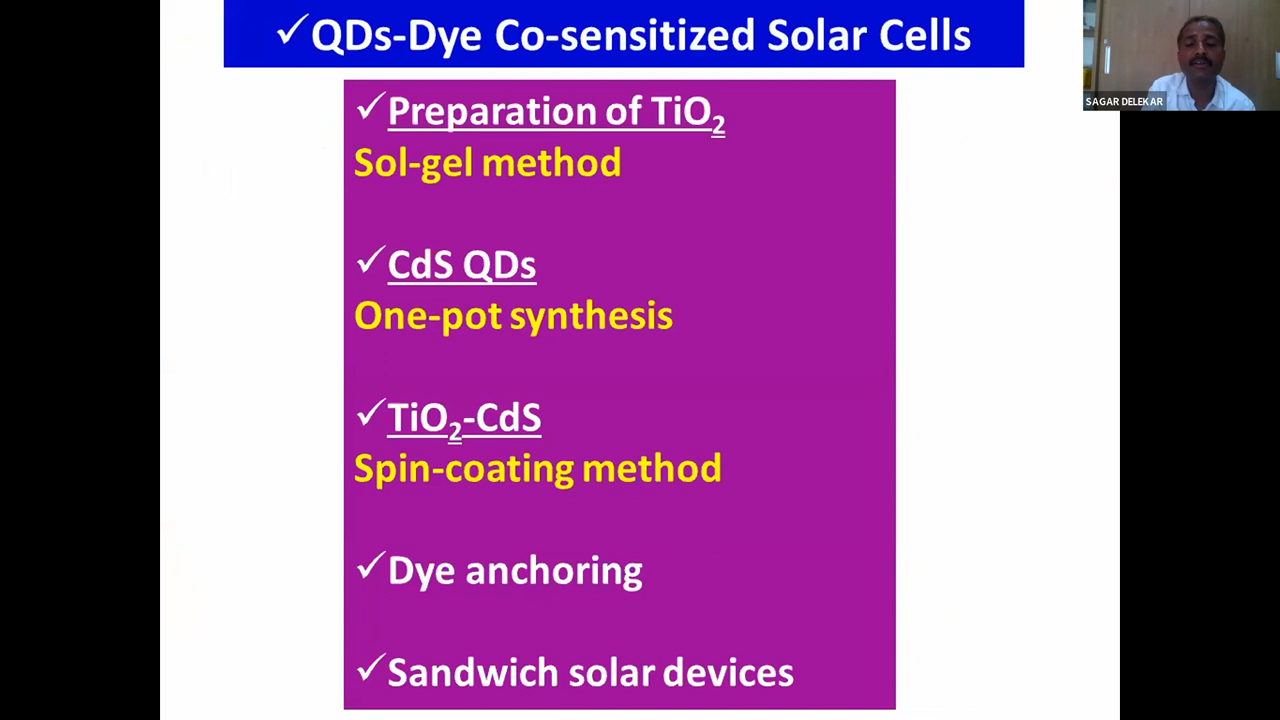 ✓QDs-Dye Co-sensitized Solar Cells
SAGAR DELEKAR
✓Preparation of TiO₂
Sol-gel method
✓CdS QDs
One-pot synthesis
✓TiO₂-CdS
Spin-coating method
✓Dye anchoring
✓Sandwich solar devices